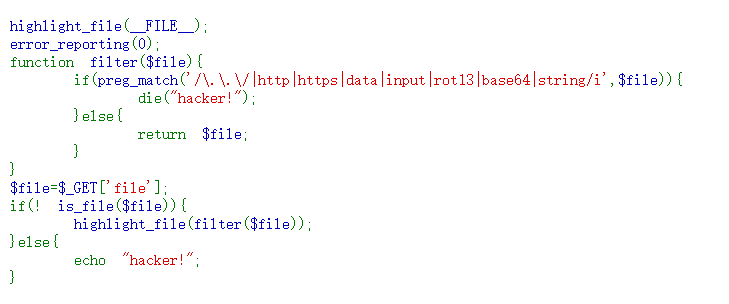 highlight_file(__FILE__);
error_reporting(0);
function filter($file){
if(preg_match('/\.\.\/|http|https|data|input|rot13|base64|string/i',$file)){
die("hacker!");
}else{
return $file;
}
}
$file=$_GET['file'];
if(! is_file($file)){
highlight_file(filter($file));
}else{
echo "hacker!";
}